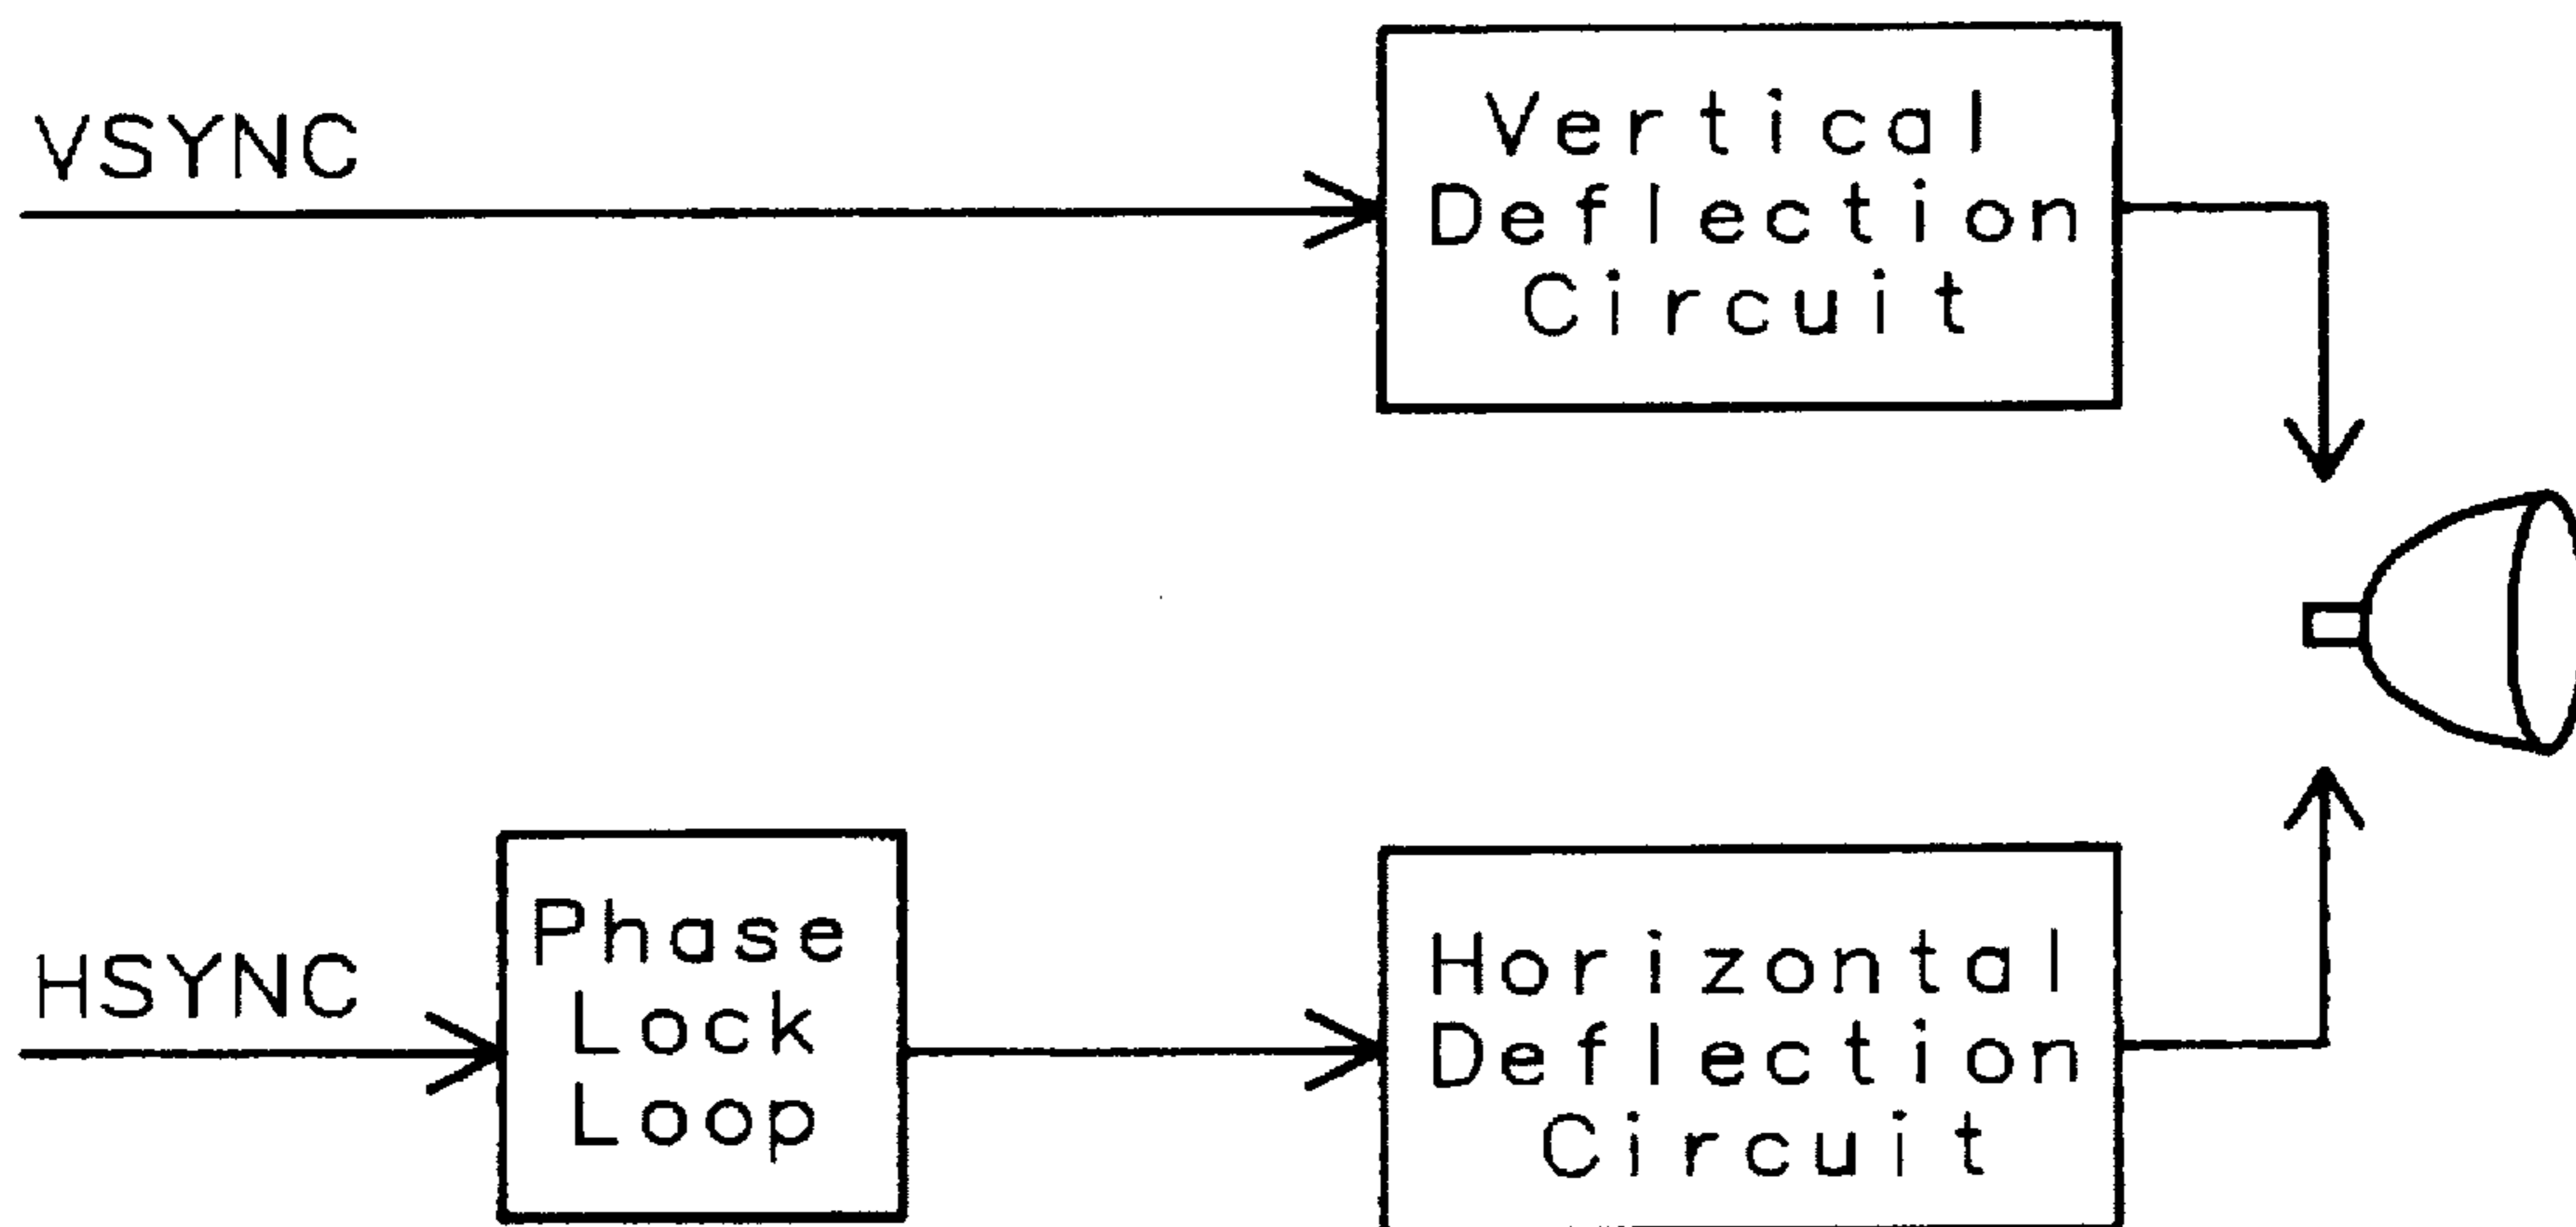 VSYNC
Vertical
Deflection
Circuit
HSYNC
Phase
Lock
Loop
Horizontal
Deflection
Circuit